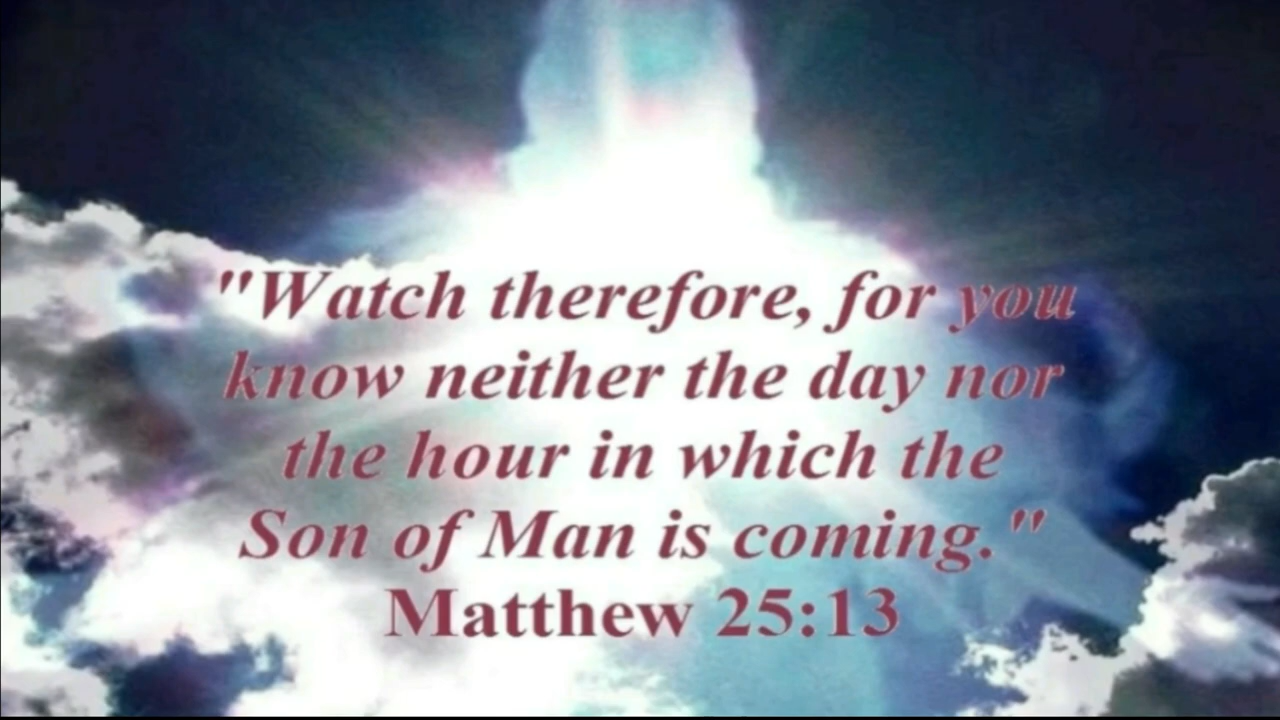 "Watch therefore, for you
know neither the day nor
the hour in which the
Son of Man is coming."
Matthew 25:13